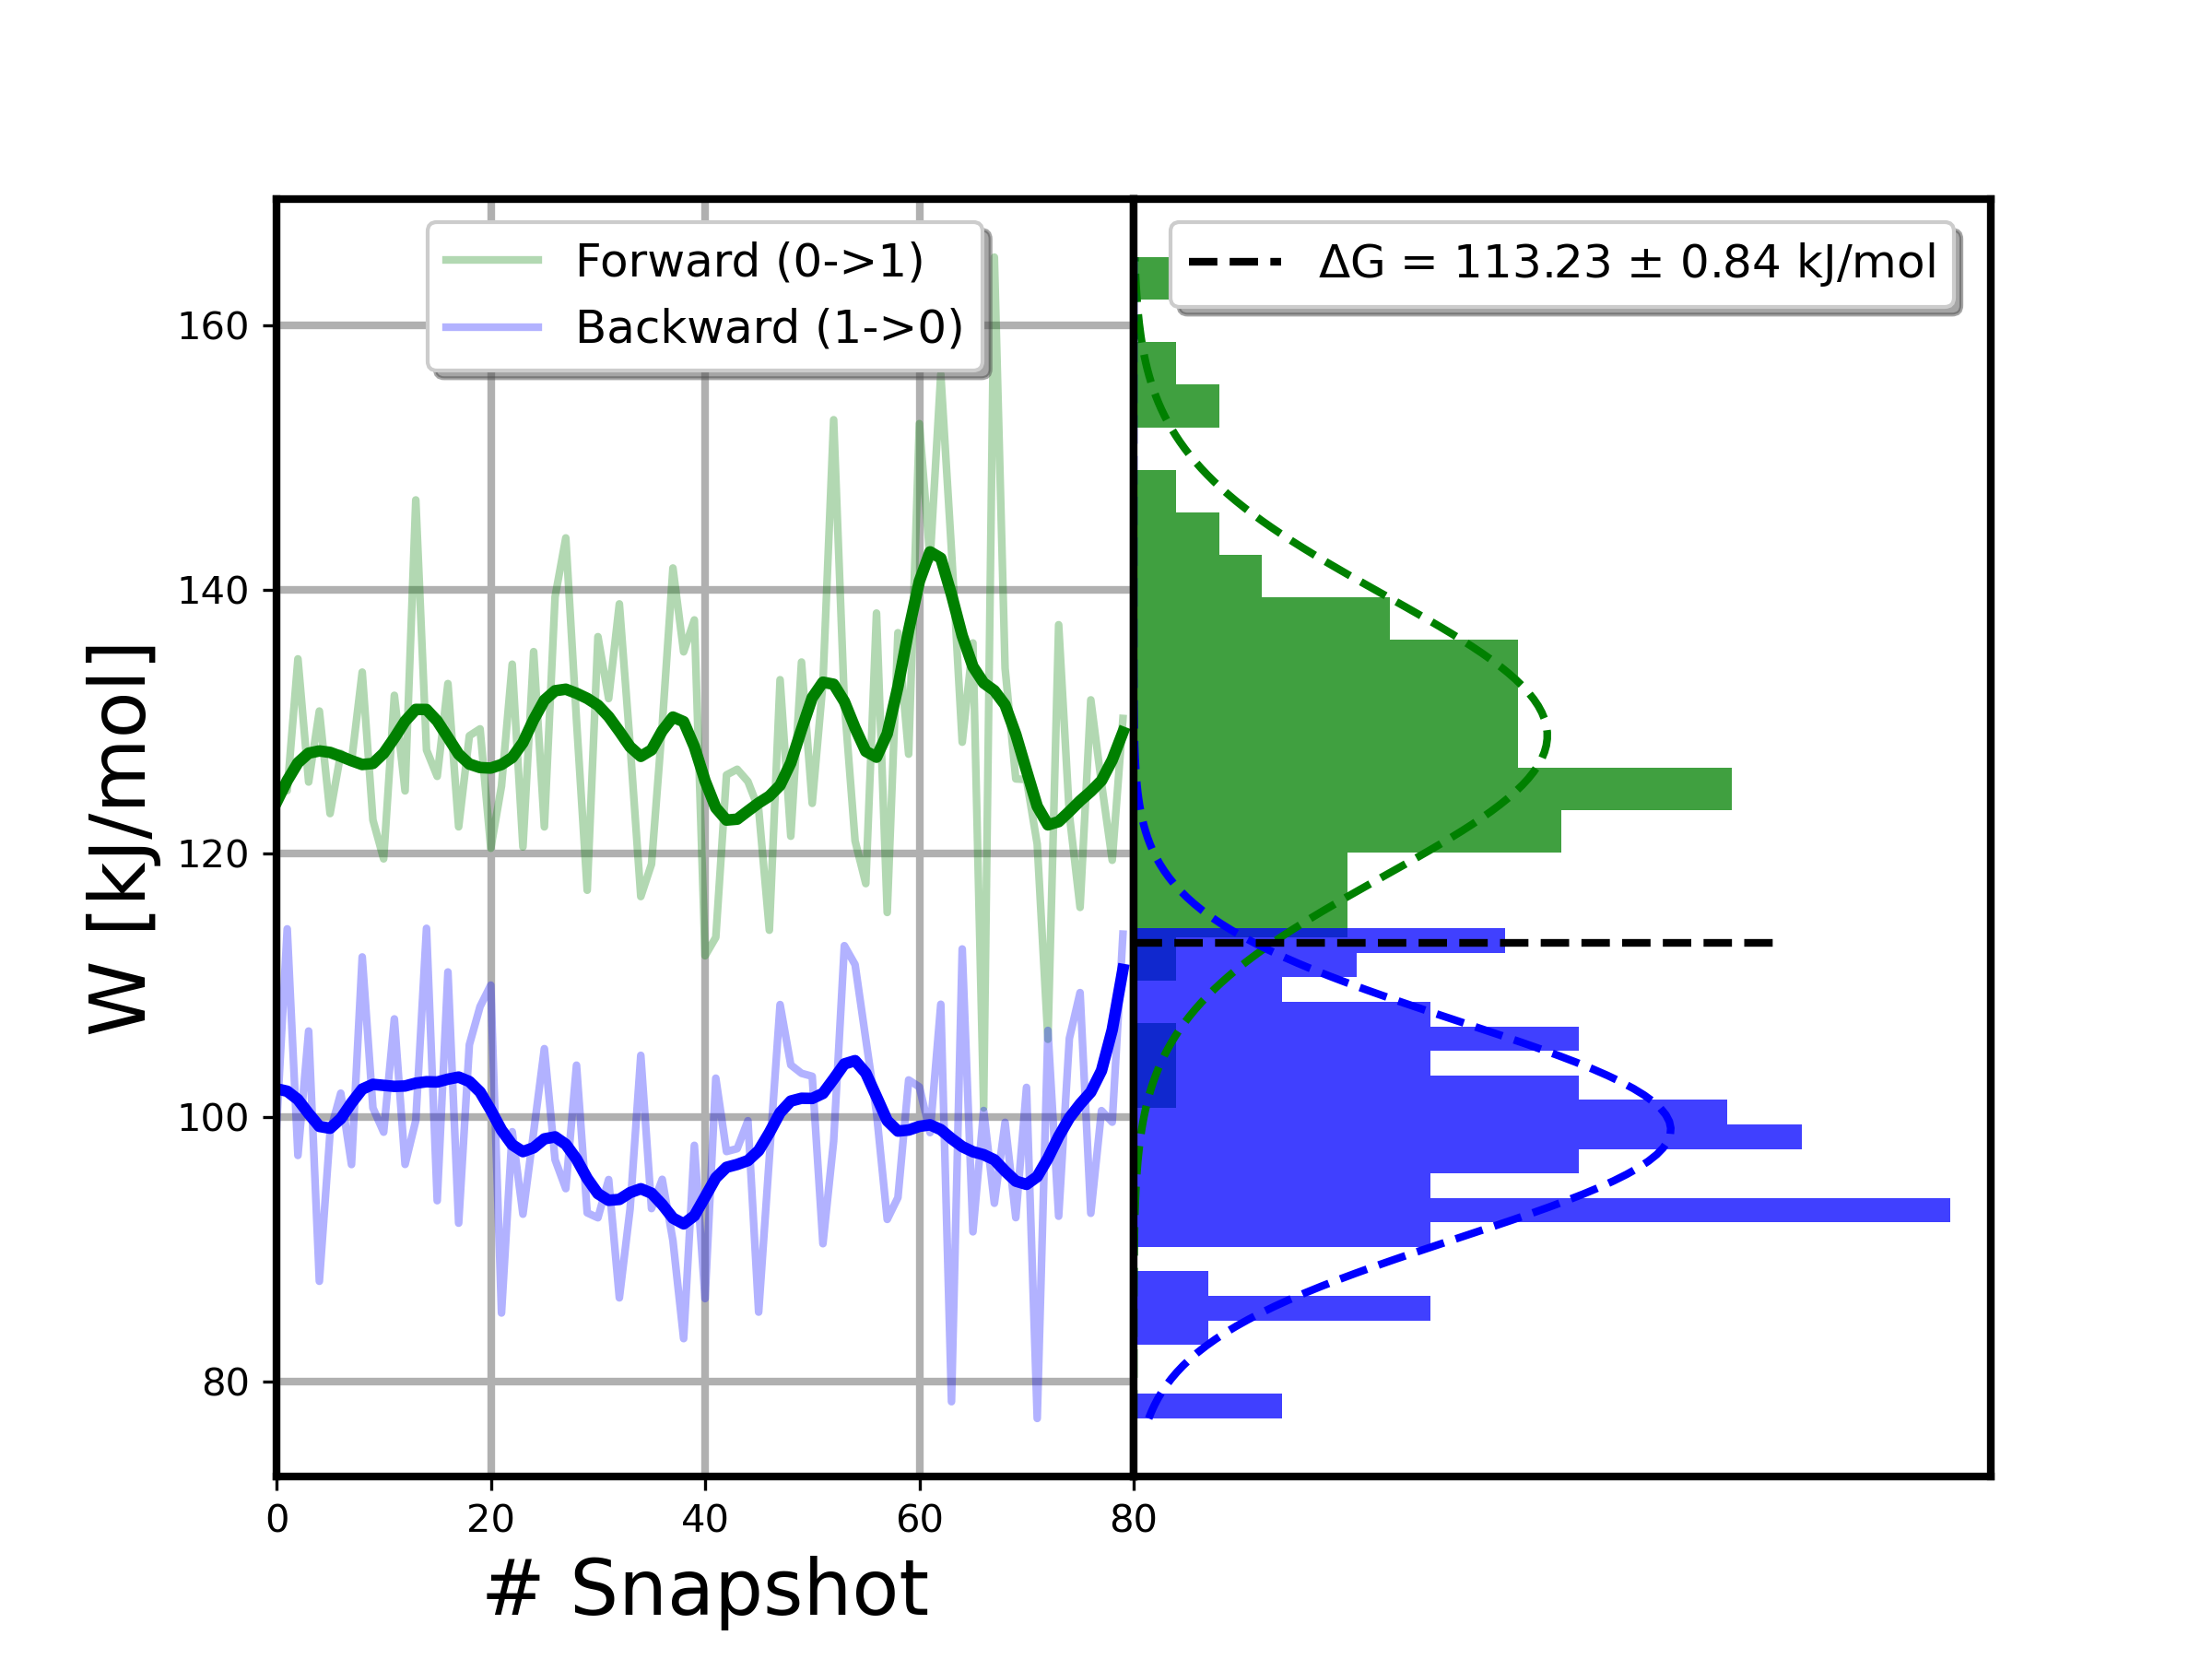 Forward (0->1)
Backward (1->0)
ΔG = 113.23 ± 0.84 kJ/mol
160
140
120
100
80
W [kJ/mol]
0 20 40 60 80
# Snapshot